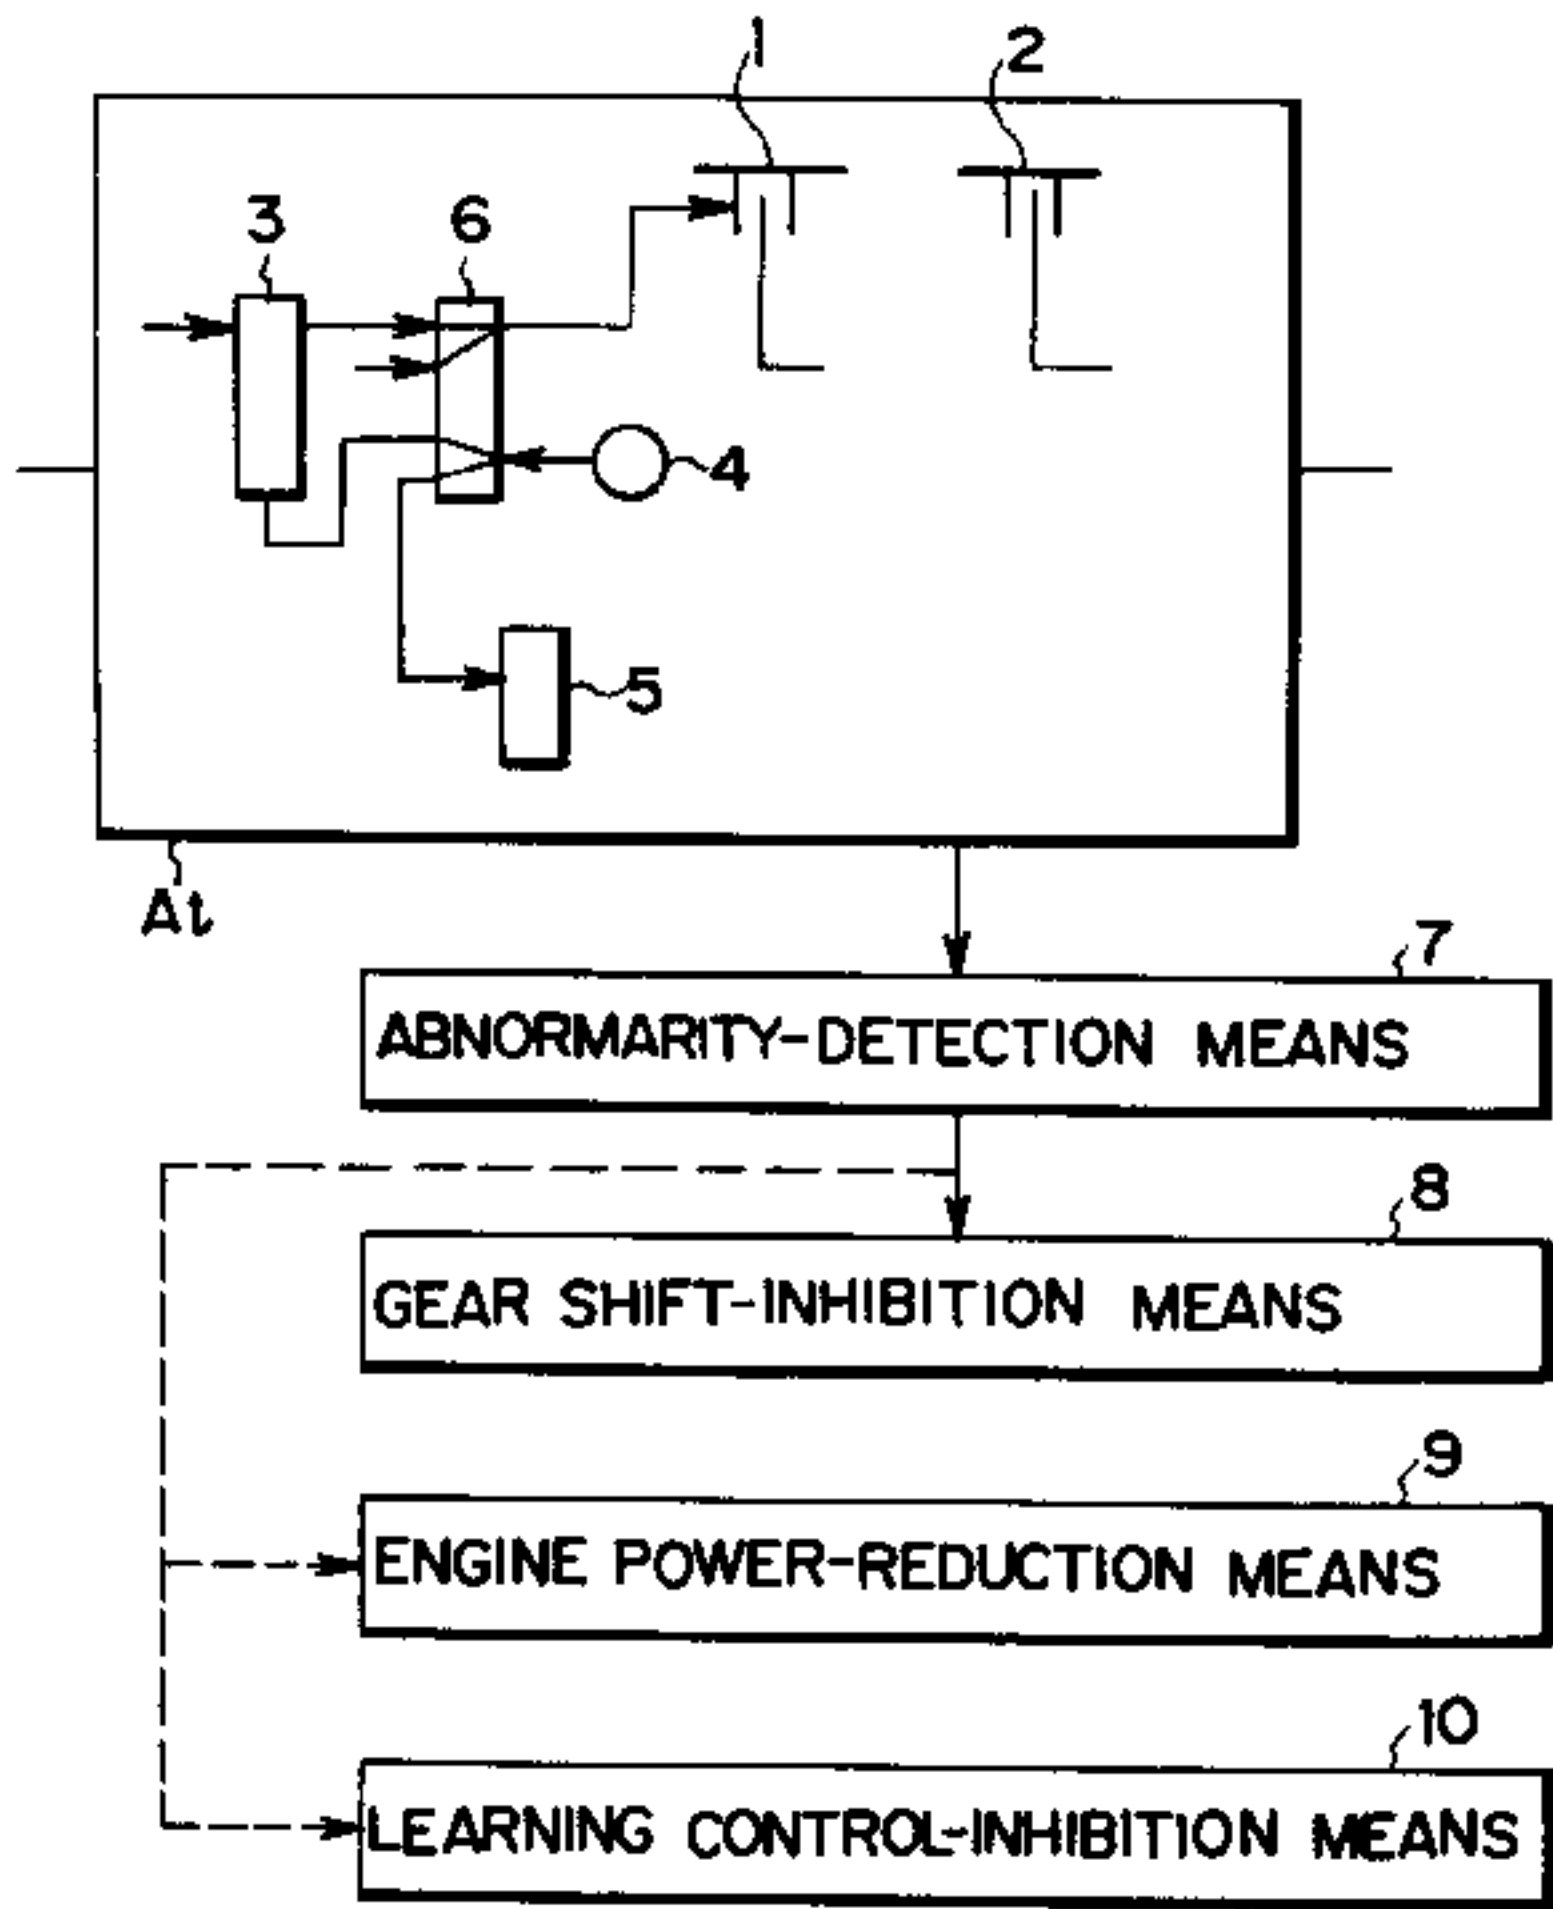 1
2
3
6
4
5
At
7
ABNORMARITY-DETECTION MEANS
8
GEAR SHIFT-INHIBITION MEANS
9
ENGINE POWER-REDUCTION MEANS
10
LEARNING CONTROL-INHIBITION MEANS